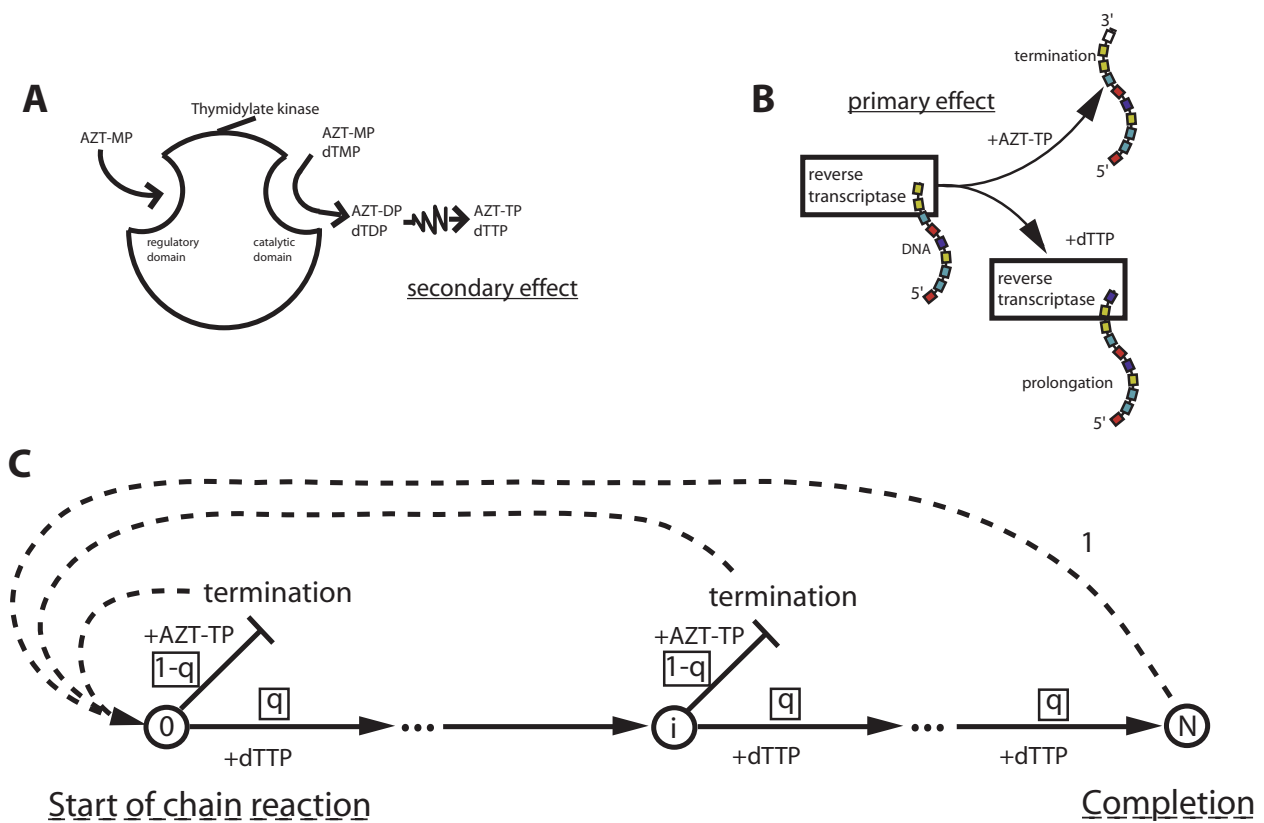 A
Thymidylate kinase
AZT-MP
AZT-MP
dTMP
AZT-DP
dTDP
AZT-TP
dTTP
regulatory
domain
catalytic
domain
secondary effect
B
primary effect
3'
termination
+AZT-TP
5'
reverse
transcriptase
DNA
5'
+dTTP
reverse
transcriptase
prolongation
5'
C
1
termination
+AZT-TP
1-q
q
0
...
+dTTP
termination
+AZT-TP
1-q
q
i
...
+dTTP
q
+dTTP
N
Start of chain reaction
Completion